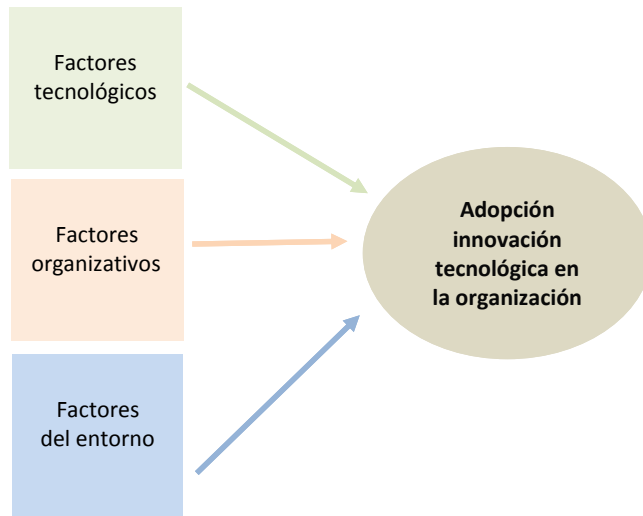 Factores
tecnológicos
Factores
organizativos
Factores
del entorno
Adopción
innovación
tecnológica en
la organización